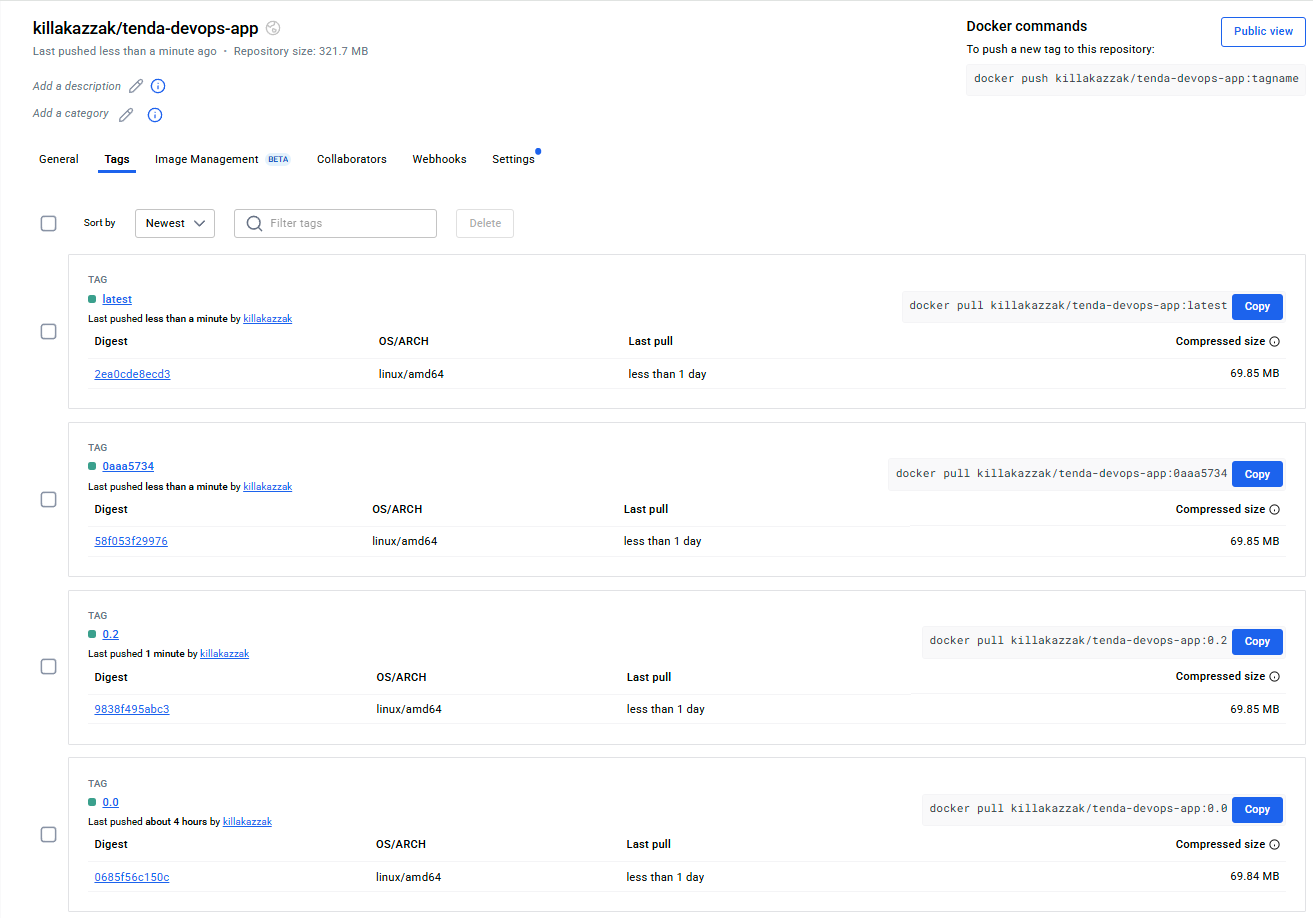 killakazzak/tenda-devops-app
Last pushed less than a minute ago • Repository size: 321.7 MB
Add a description
Add a category
Docker commands
Public view
To push a new tag to this repository:
docker push killakazzak/tenda-devops-app:tagname
General Tags Image Management BETA Collaborators Webhooks Settings
Sort by Newest Filter tags Delete
TAG
latest
docker pull killakazzak/tenda-devops-app:latest Copy
Last pushed less than a minute by killakazzak
Digest OS/ARCH Last pull Compressed size
2ea0cde8ecd3 linux/amd64 less than 1 day 69.85 MB
TAG
0aaa5734
docker pull killakazzak/tenda-devops-app:0aaa5734 Copy
Last pushed less than a minute by killakazzak
Digest OS/ARCH Last pull Compressed size
58f053f29976 linux/amd64 less than 1 day 69.85 MB
TAG
0.2
docker pull killakazzak/tenda-devops-app:0.2 Copy
Last pushed 1 minute by killakazzak
Digest OS/ARCH Last pull Compressed size
9838f495abc3 linux/amd64 less than 1 day 69.85 MB
TAG
0.0
docker pull killakazzak/tenda-devops-app:0.0 Copy
Last pushed about 4 hours by killakazzak
Digest OS/ARCH Last pull Compressed size
0685f56c150c linux/amd64 less than 1 day 69.84 MB